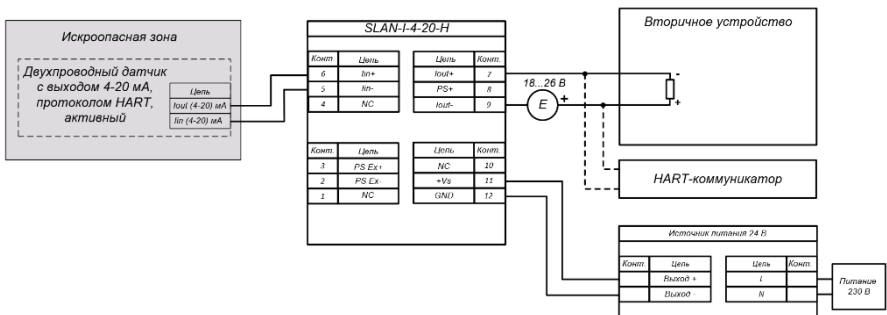 SLAN-I-4-20-H
Искроопасная зона
Двухпроводный датчик
с выходом 4-20 мА,
протоколом HART,
активный
Цепь
Iout (4-20) мА
Iin (4-20) мА
Конт. Цепь Цепь Конт.
6 Iin+ Iout+ 7
5 Iin- PS+ 8
4 NC Iout- 9
Конт. Цепь Цепь Конт.
3 PS Ex+ NC 10
2 PS Ex- +Vs 11
1 NC GND 12
18...26 В
E +
Вторичное устройство
-
+
HART-коммуникатор
Источник питания 24 В
Конт. Цепь Цепь Конт.
Выход + L
Выход - N
Питание
230 В